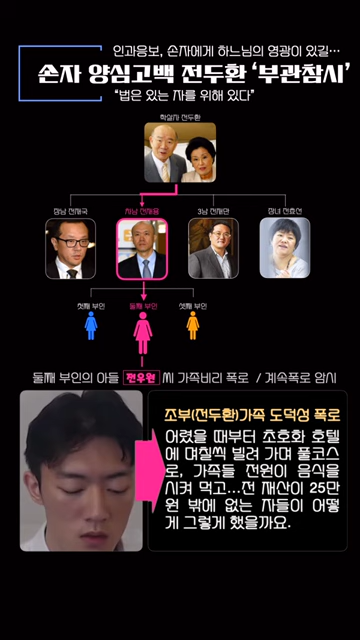 인과응보, 손자에게 하느님의 영광이 있길…
손자 양심고백 전두환 ‘부관참시’
“법은 있는 자를 위해 있다”
학살자 전두환
장남 전재국
차남 전재용
3남 전재만
장녀 전효선
첫째 부인
둘째 부인
셋째 부인
둘째 부인의 아들 전우원 씨 가족비리 폭로 / 계속폭로 암시
조부(전두환)가족 도덕성 폭로
어렸을 때부터 초호화 호텔
에 며칠씩 빌려 가며 풀코스
로, 가족들 전원이 음식을
시켜 먹고...전 재산이 25만
원 밖에 없는 자들이 어떻
게 그렇게 했을까요.